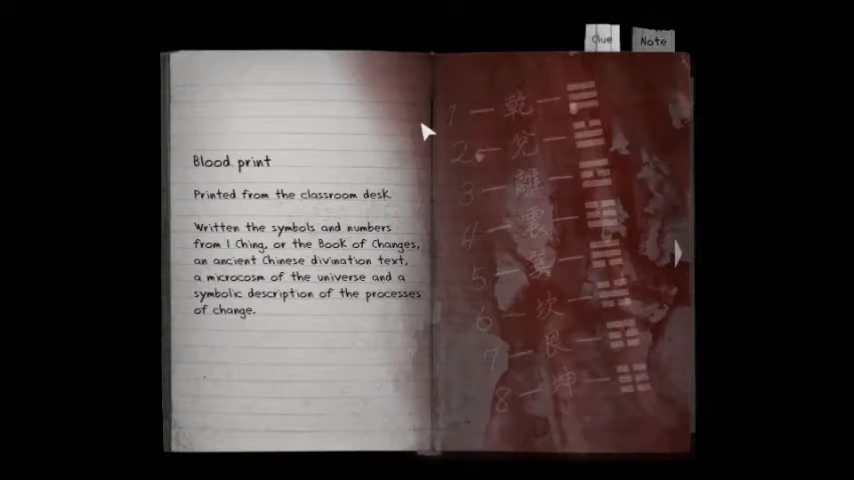 Clue
Note
Blood print
Printed from the classroom desk.
Written the symbols and numbers
from I Ching, or the Book of Changes,
an ancient Chinese divination text,
a microcosm of the universe and a
symbolic description of the processes
of change.
1 — 乾 — ☰
2 — 兌 — ☱
3 — 離 — ☲
4 — 震 — ☳
5 — 巽 — ☴
6 — 坎 — ☵
7 — 艮 — ☶
8 — 坤 — ☷